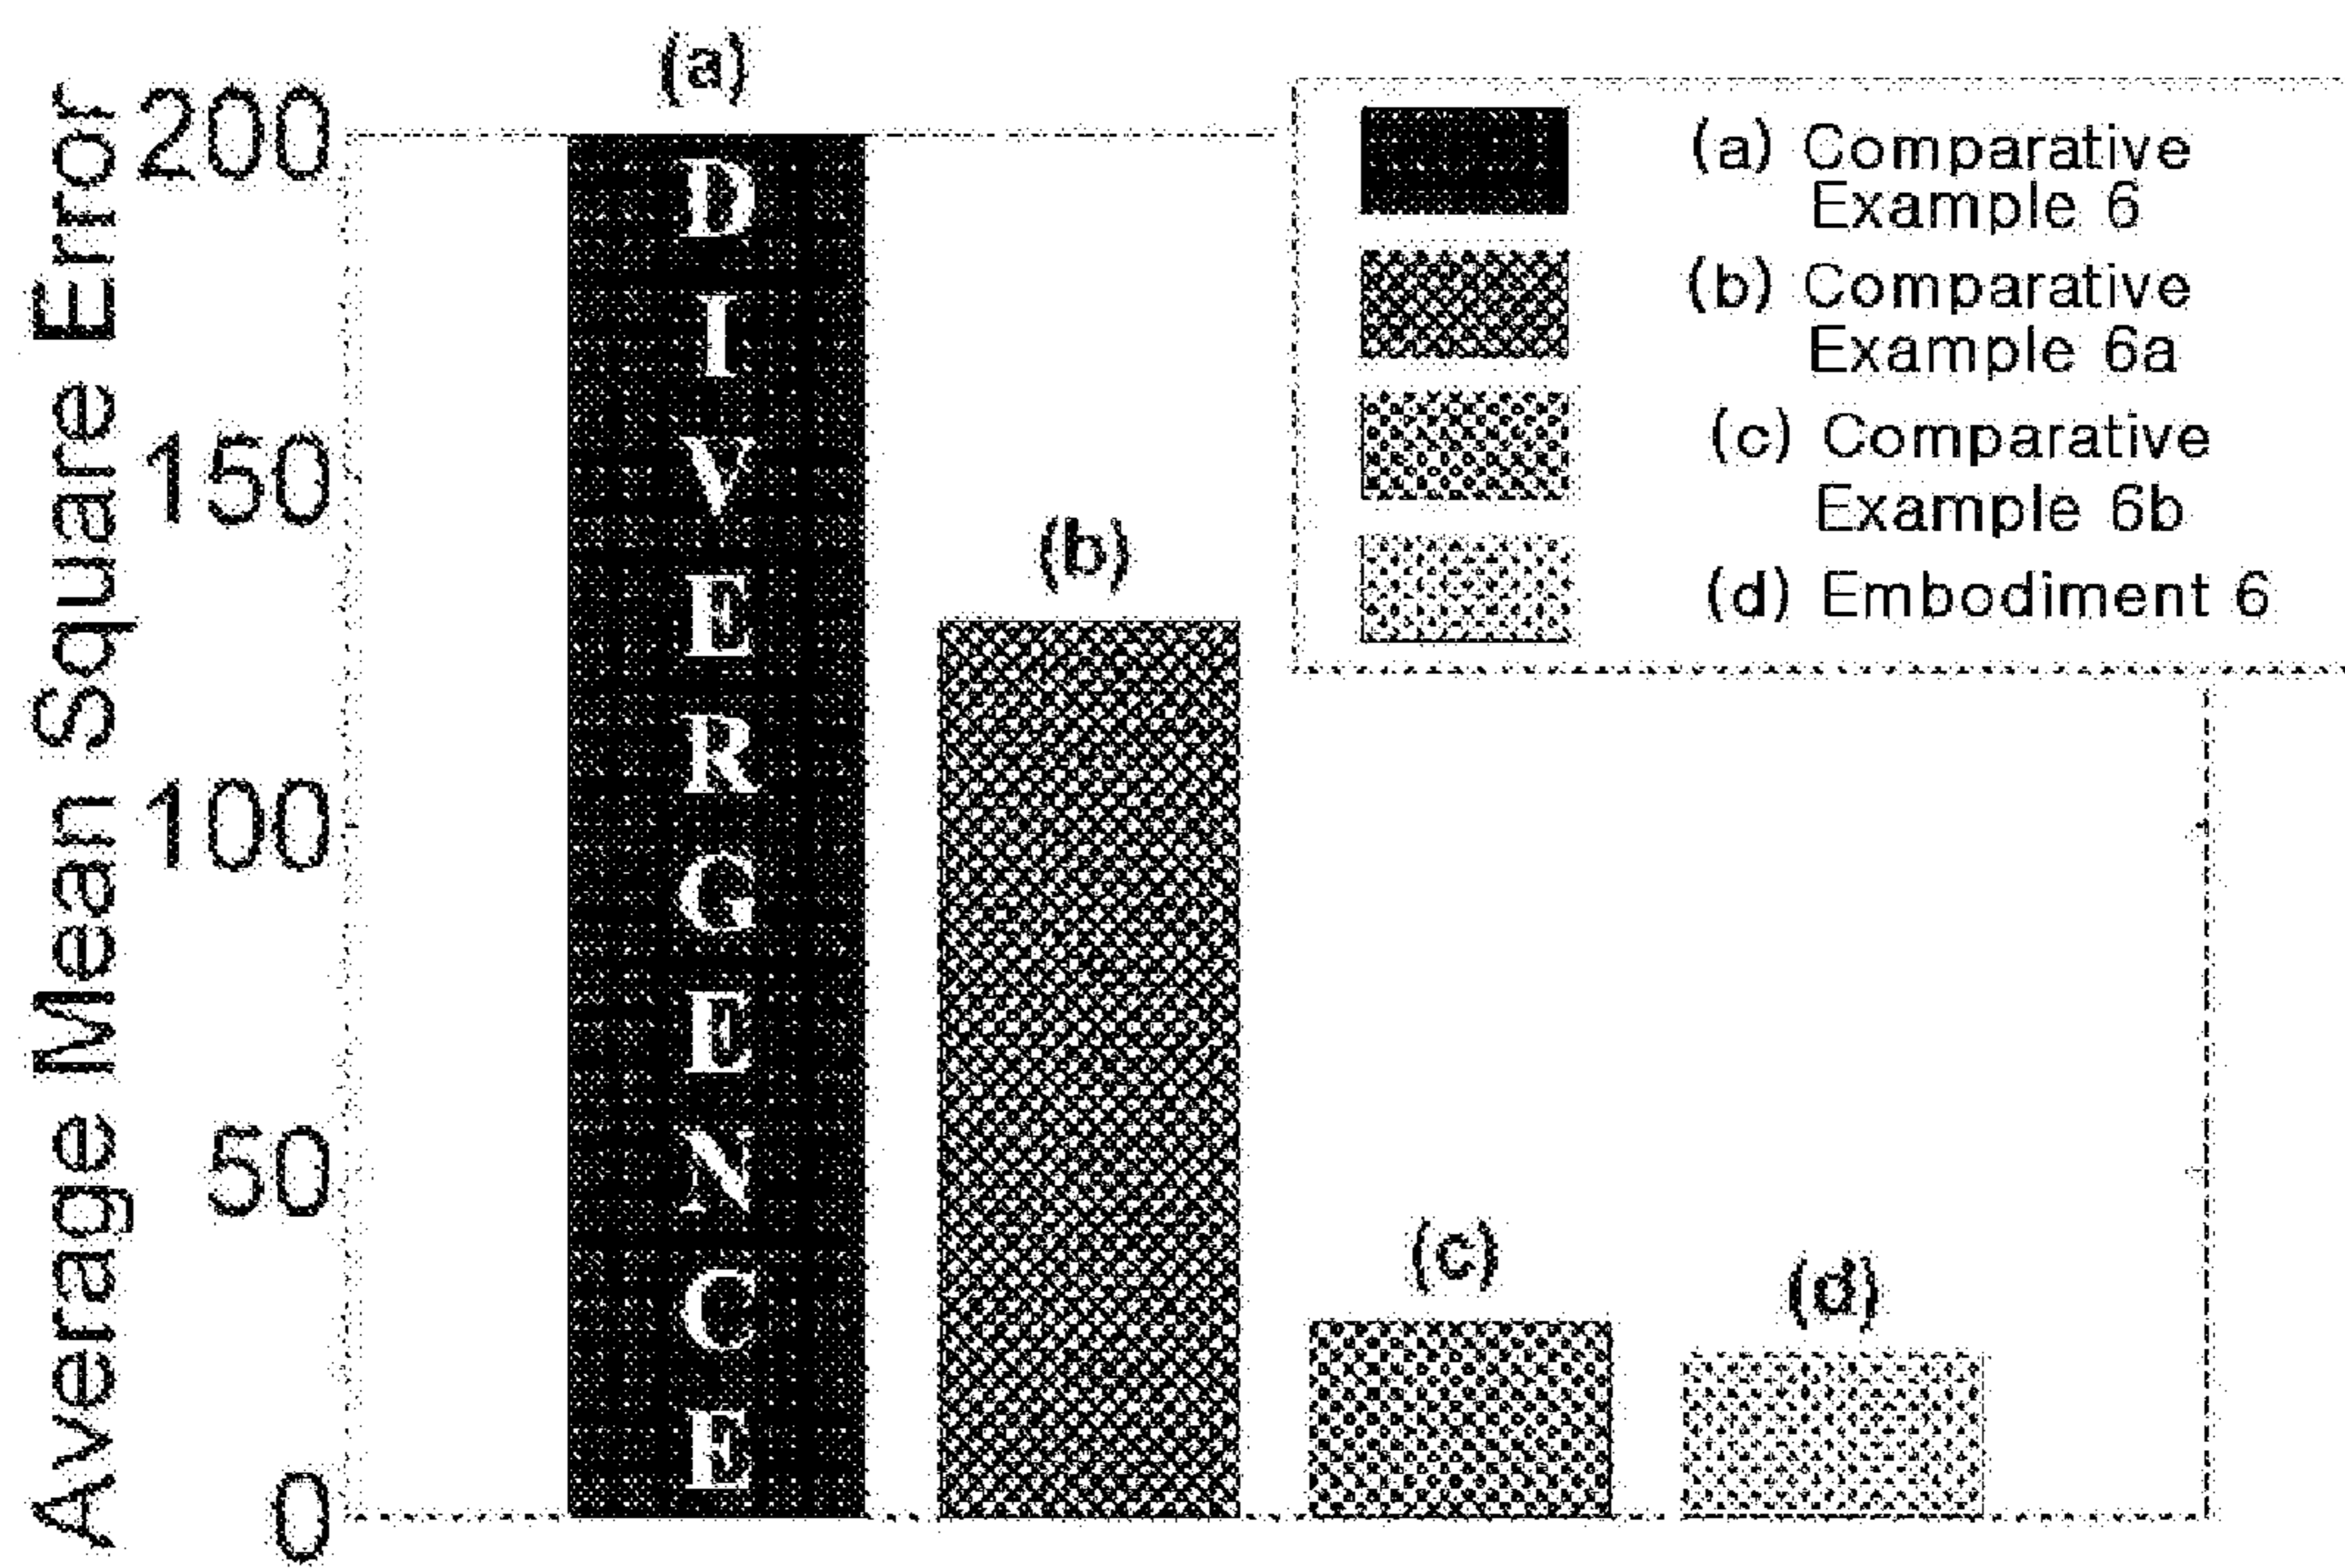 Average Mean Square Error
200
150
100
50
0
(a)
DIVERGENCE
(b)
(c)
(d)
(a) Comparative
Example 6
(b) Comparative
Example 6a
(c) Comparative
Example 6b
(d) Embodiment 6